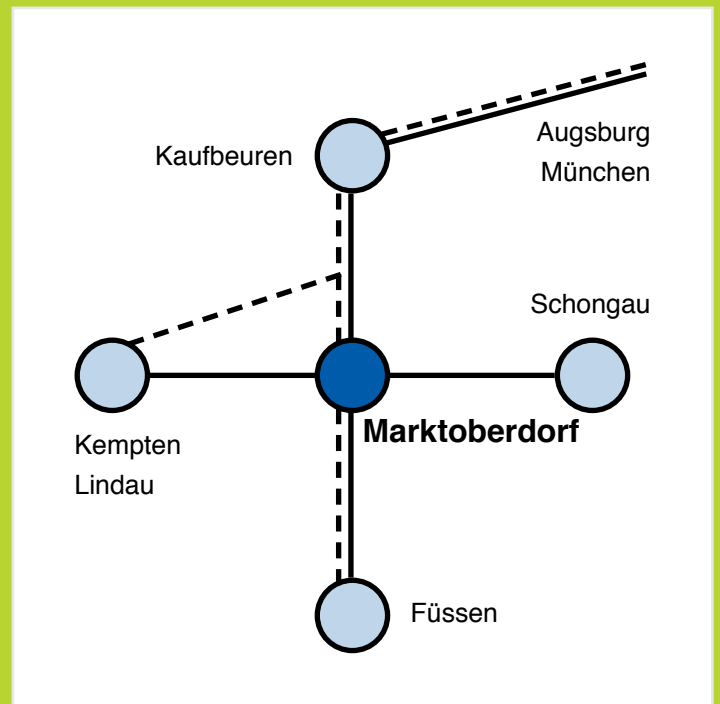 Kaufbeuren
Augsburg
München
Schongau
Marktoberdorf
Kempten
Lindau
Füssen